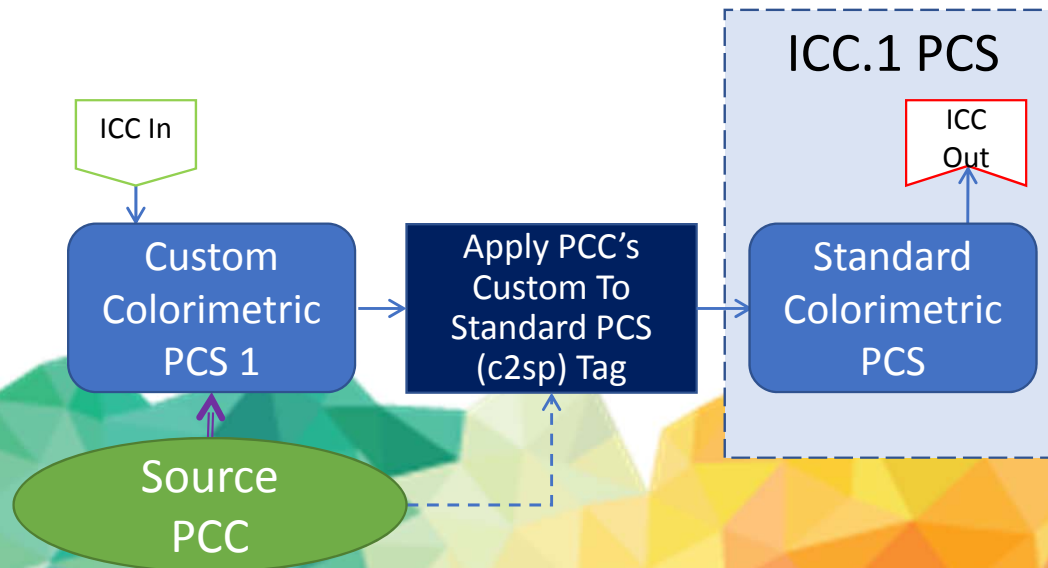 ICC.1 PCS
ICC In
ICC
Out
Custom
Colorimetric
PCS 1
Apply PCC’s
Custom To
Standard PCS
(c2sp) Tag
Standard
Colorimetric
PCS
Source
PCC